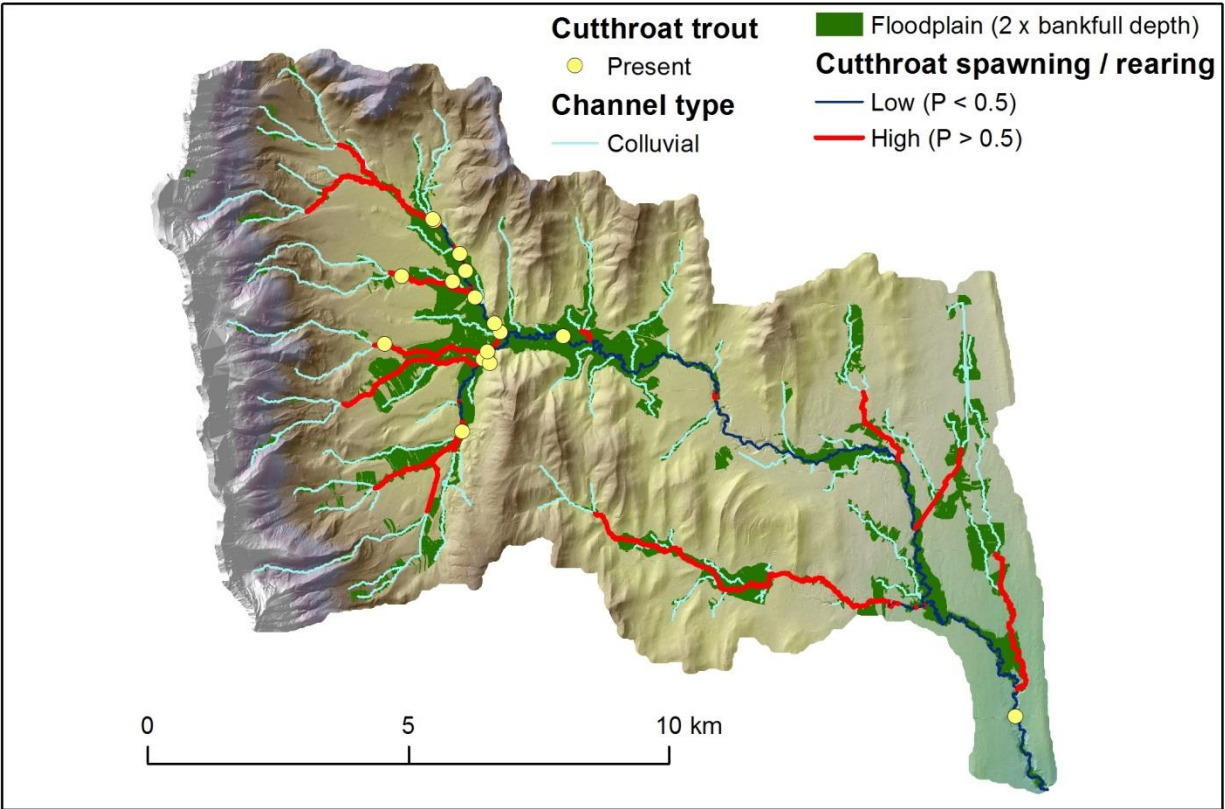 Cutthroat trout
Present
Channel type
Colluvial
Floodplain (2 x bankfull depth)
Cutthroat spawning / rearing
Low (P < 0.5)
High (P > 0.5)
0 5 10 km